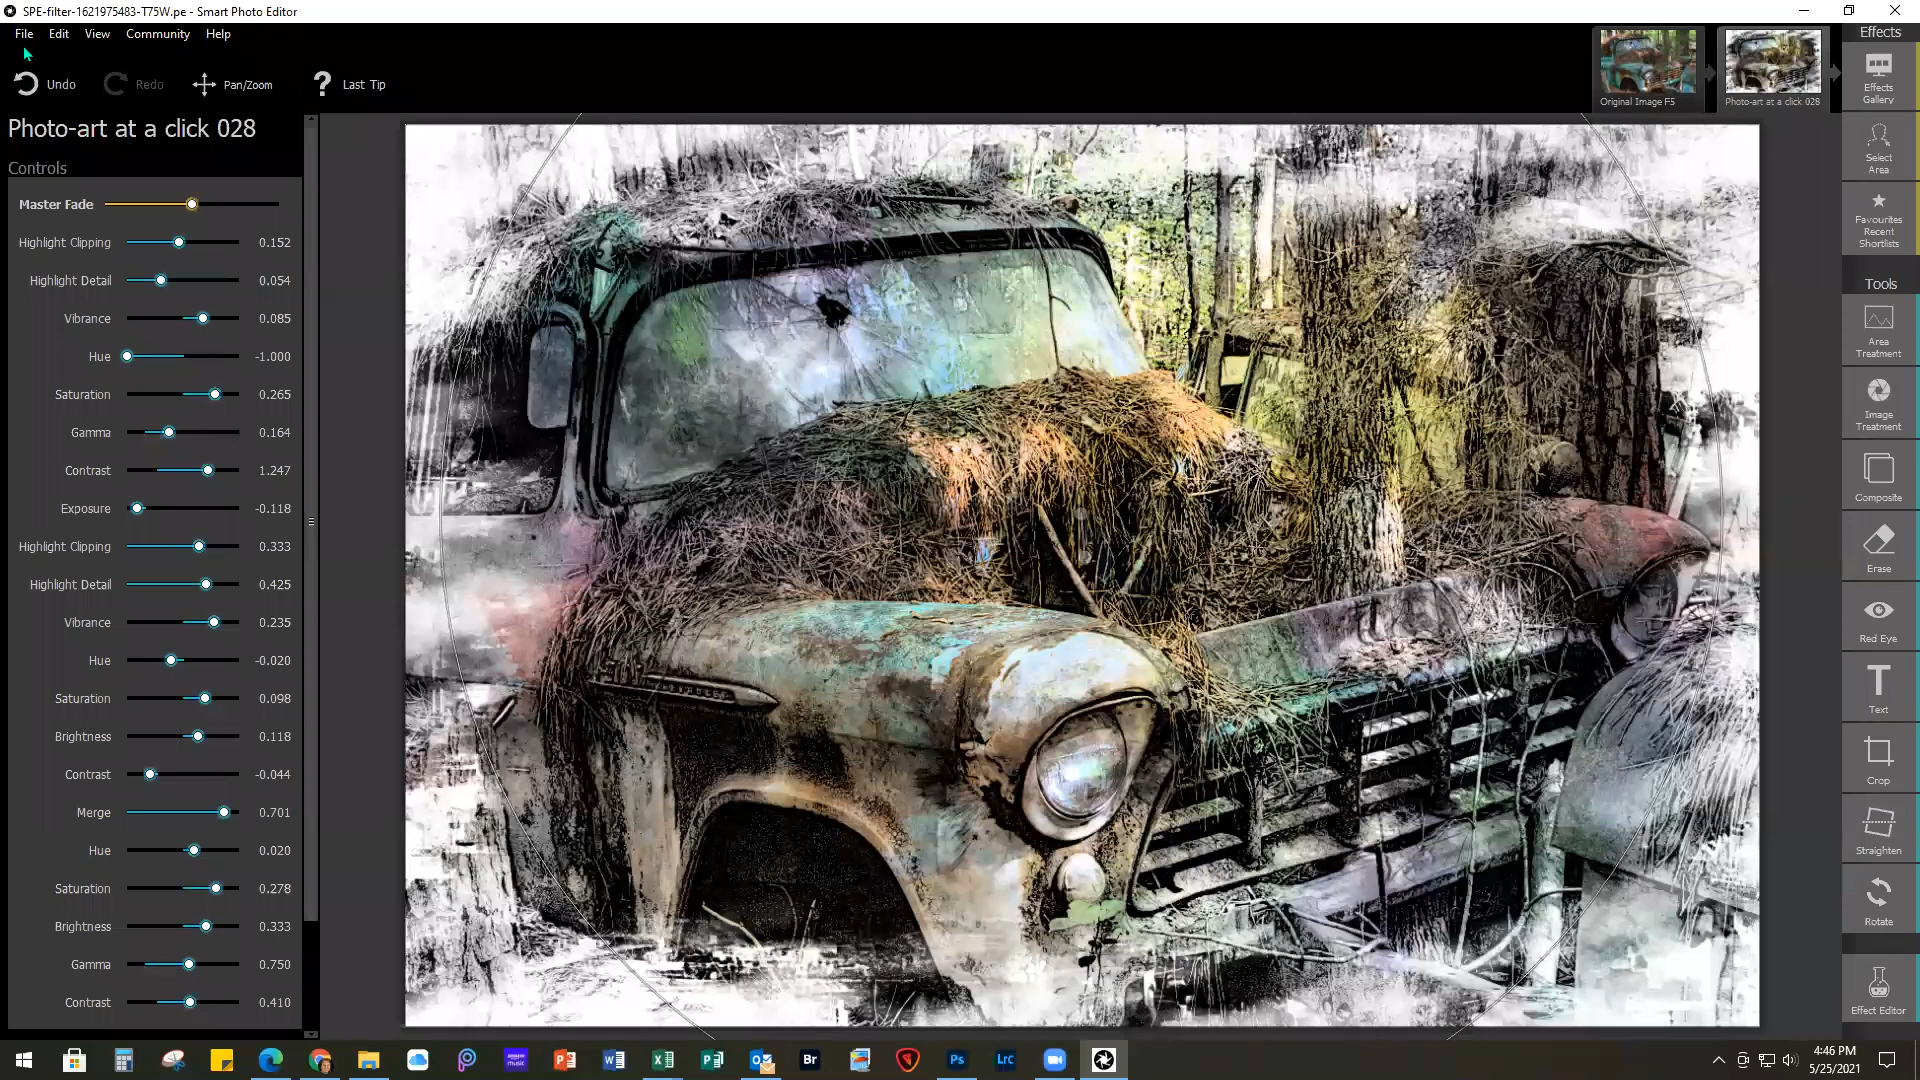 SPE-filter-1621975483-T75W.pe - Smart Photo Editor
File Edit View Community Help
Undo Redo Pan/Zoom ? Last Tip
Original Image F5
Photo-art at a click 028
Photo-art at a click 028
Controls
Master Fade
Highlight Clipping 0.152
Highlight Detail 0.054
Vibrance 0.085
Hue -1.000
Saturation 0.265
Gamma 0.164
Contrast 1.247
Exposure -0.118
Highlight Clipping 0.333
Highlight Detail 0.425
Vibrance 0.235
Hue -0.020
Saturation 0.098
Brightness 0.118
Contrast -0.044
Merge 0.701
Hue 0.020
Saturation 0.278
Brightness 0.333
Gamma 0.750
Contrast 0.410
CHEVROLET
Effects
Effects
Gallery
Select
Area
Favourites
Recent
Shortlists
Tools
Area
Treatment
Image
Treatment
Composite
Erase
Red Eye
T
Text
Crop
Straighten
Rotate
Effect Editor
amazon
music
Br
Ps
Lrc
4:46 PM
5/25/2021